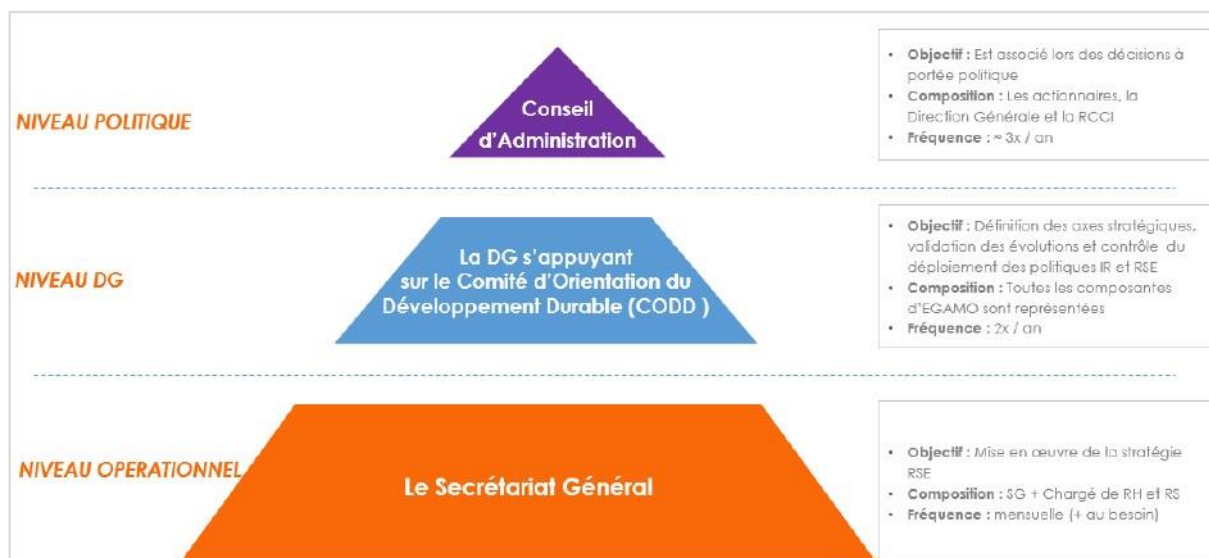 NIVEAU POLITIQUE
Conseil
d'Administration
• Objectif : Est associé lors des décisions à
portée politique
• Composition : Les actionnaires, la
Direction Générale et la RCCI
• Fréquence : ≈ 3x / an
NIVEAU DG
La DG s'appuyant
sur le Comité d'Orientation du
Développement Durable (CODD )
• Objectif : Définition des axes stratégiques,
validation des évolutions et contrôle du
déploiement des politiques IR et RSE
• Composition : Toutes les composantes
d'EGAMO sont représentées
• Fréquence : 2x / an
NIVEAU OPERATIONNEL
Le Secrétariat Général
• Objectif : Mise en œuvre de la stratégie
RSE
• Composition : SG + Chargé de RH et RS
• Fréquence : mensuelle (+ au besoin)